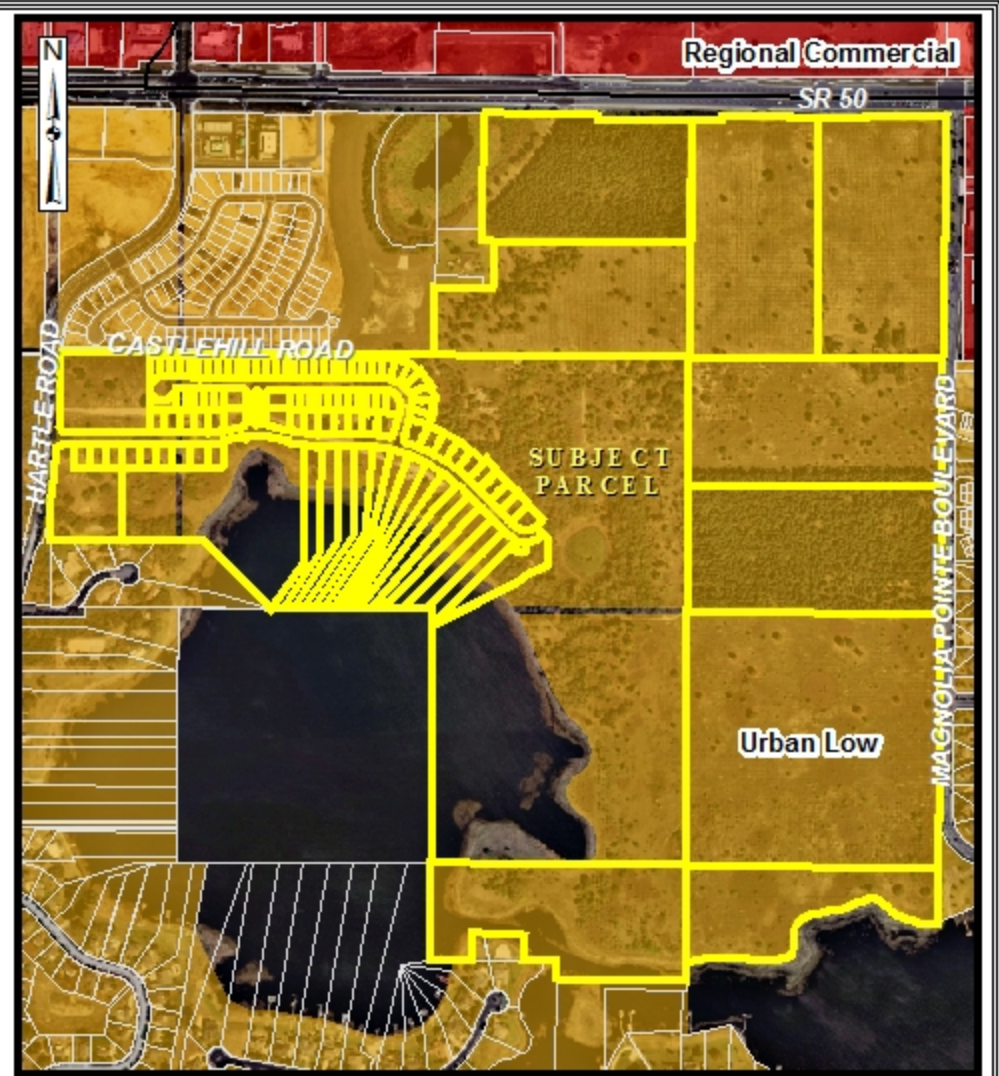 Regional Commercial
N
SR 50
CASTLEHILL ROAD
HARTLE ROAD
SUBJECT
PARCEL
MAGNOLIA POINTE BOULEVARD
Urban Low